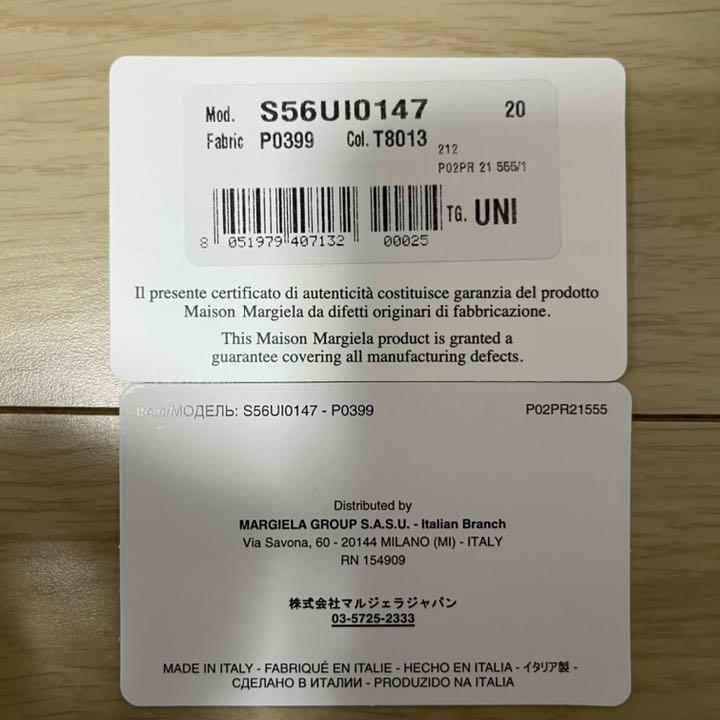 Mod. S56UI0147 20
Fabric P0399 Col. T8013
212
P02PR 21 555/1
TG. UNI
8 051979 407132 00025
Il presente certificato di autenticità costituisce garanzia del prodotto
Maison Margiela da difetti originari di fabbricazione.
This Maison Margiela product is granted a
guarantee covering all manufacturing defects.
Item/МОДЕЛЬ: S56UI0147 - P0399 P02PR21555
Distributed by
MARGIELA GROUP S.A.S.U. - Italian Branch
Via Savona, 60 - 20144 MILANO (MI) - ITALY
RN 154909
株式会社マルジェラジャパン
03-5725-2333
MADE IN ITALY - FABRIQUÉ EN ITALIE - HECHO EN ITALIA - イタリア製 -
СДЕЛАНО В ИТАЛИИ - PRODUZIDO NA ITALIA